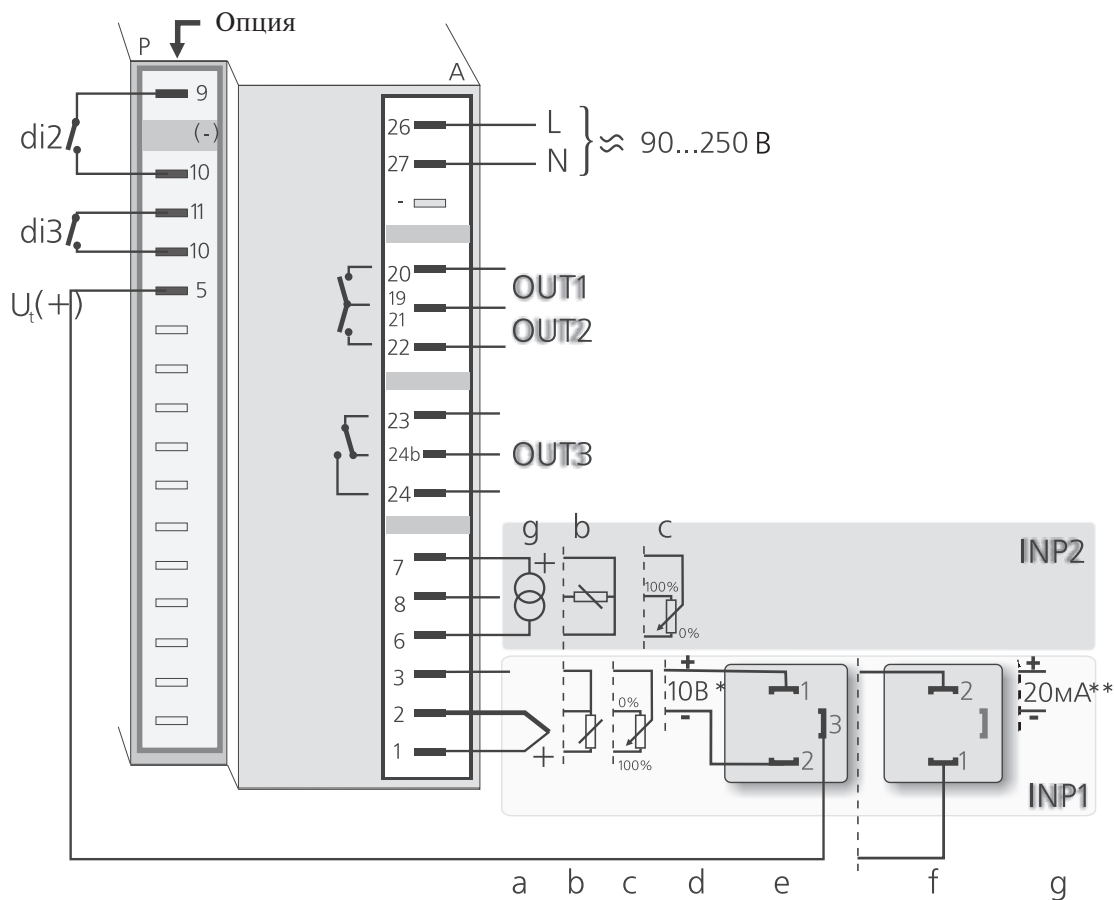 Опция
P
A
9
(-)
10
11
10
5
di2
di3
Ut(+)
26
27
-
L
N
≈ 90...250 В
20
19
21
22
OUT1
OUT2
23
24b
24
OUT3
g b c
INP2
7
8
6
+
100%
0%
3
2
1
+
0%
100%
+
10В *
-
1
3
2
2
1
+
20мА**
-
INP1
a b c d e f g